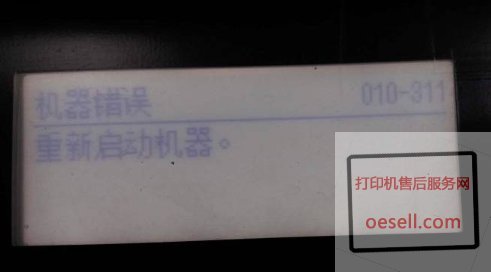 机器错误 010-311
重新启动机器。
打印机售后服务网
oesell.com